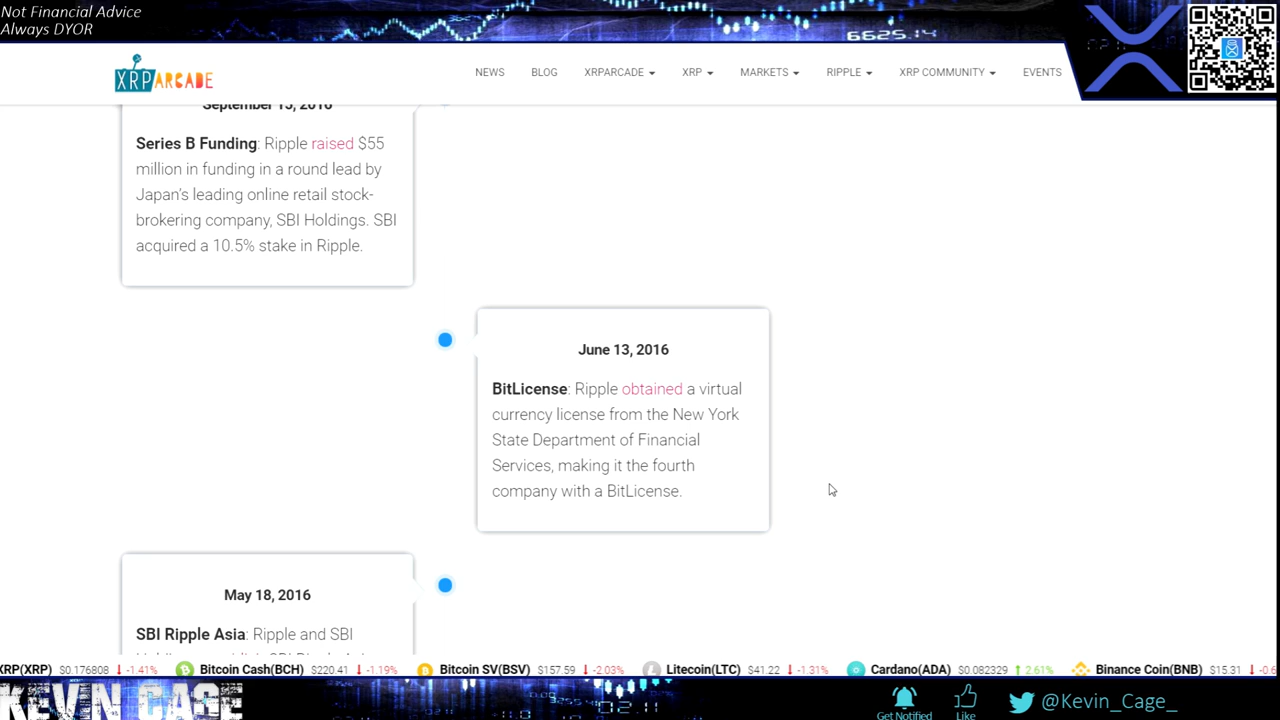 Not Financial Advice
Always DYOR
6625.14
XRPARCADE
NEWS BLOG XRPARCADE XRP MARKETS RIPPLE XRP COMMUNITY EVENTS
September 15, 2016
Series B Funding: Ripple raised $55
million in funding in a round lead by
Japan's leading online retail stock-
brokering company, SBI Holdings. SBI
acquired a 10.5% stake in Ripple.
June 13, 2016
BitLicense: Ripple obtained a virtual
currency license from the New York
State Department of Financial
Services, making it the fourth
company with a BitLicense.
May 18, 2016
SBI Ripple Asia: Ripple and SBI
XRP(XRP) $0.176808 -1.41% Bitcoin Cash(BCH) $220.41 -1.19% Bitcoin SV(BSV) $157.59 -2.03% Litecoin(LTC) $41.22 -1.31% Cardano(ADA) $0.082329 2.61% Binance Coin(BNB) $15.31
KEVIN CAGE
Get Notified Like @Kevin_Cage_